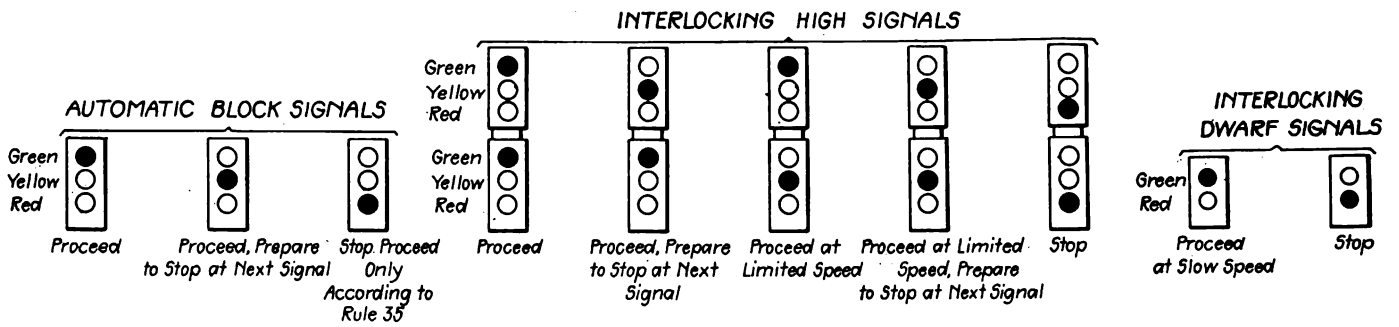 INTERLOCKING HIGH SIGNALS
Green
Yellow
Red
AUTOMATIC BLOCK SIGNALS
INTERLOCKING
DWARF SIGNALS
Green
Yellow
Red
Green
Yellow
Red
Green
Red
Proceed
Proceed, Prepare
to Stop at Next Signal
Stop. Proceed
Only
According to
Rule 35
Proceed
Proceed, Prepare
to Stop at Next
Signal
Proceed at
Limited Speed
Proceed at Limited
Speed, Prepare
to Stop at Next Signal
Stop
Proceed
at Slow Speed
Stop